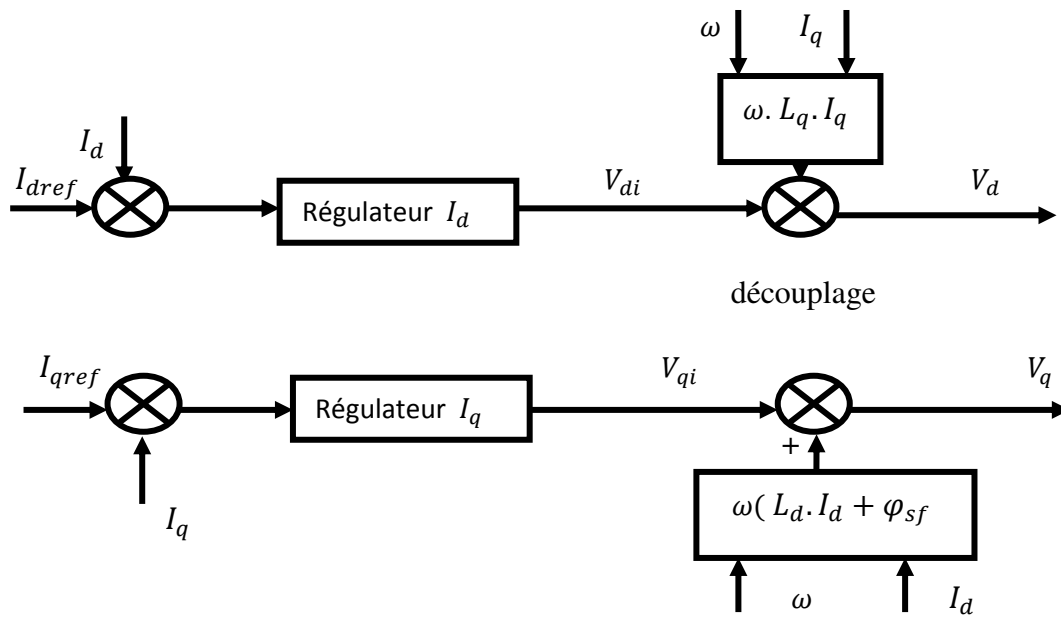 ω I_q
ω. L_q. I_q
I_d
I_dref
Régulateur I_d
V_di
V_d
découplage
I_qref
Régulateur I_q
V_qi
V_q
+
I_q
ω( L_d. I_d + φ_sf
ω I_d